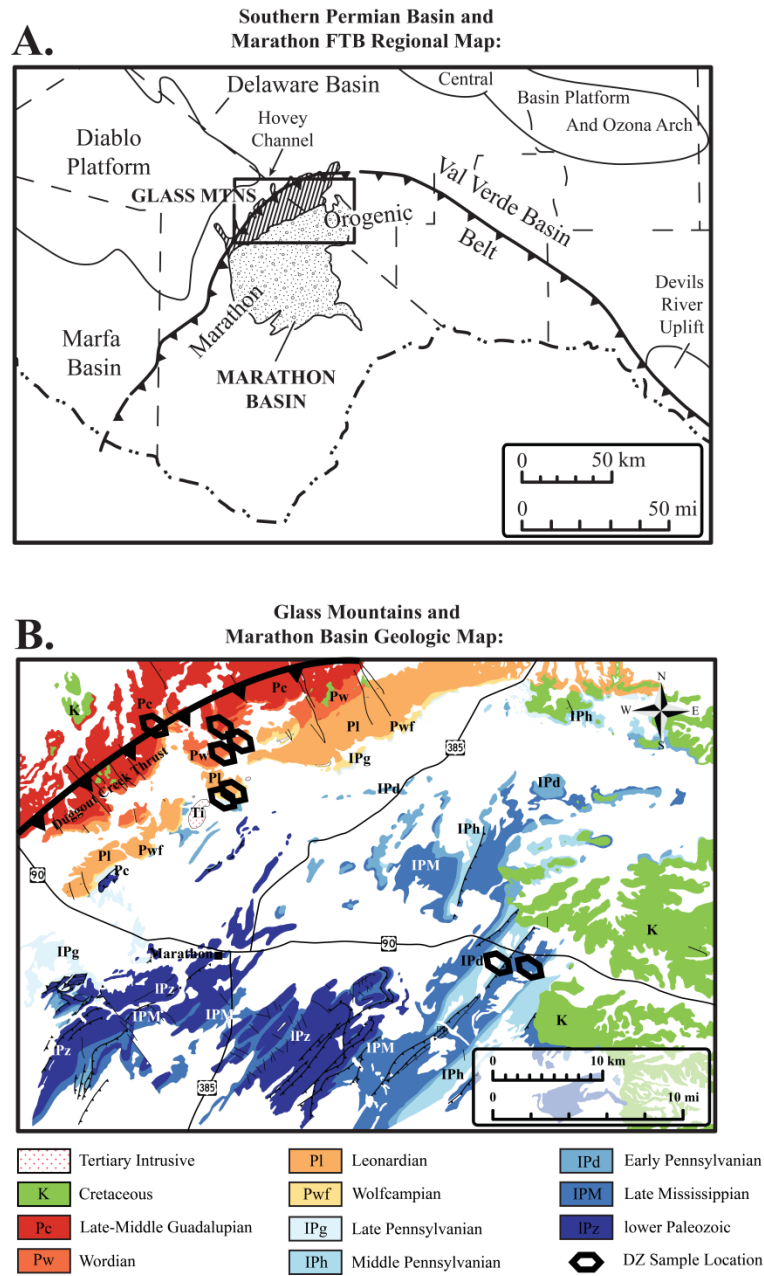 Southern Permian Basin and
A.
Marathon FTB Regional Map:
Delaware Basin
Central
Hovey
Channel
Basin Platform
And Ozona Arch
Diablo
Platform
GLASS MTNS
Val Verde Basin
Orogenic
Belt
Devils
River
Uplift
Marathon
Marfa
Basin
MARATHON
BASIN
0 50 km
0 50 mi
Glass Mountains and
B.
Marathon Basin Geologic Map:
K
Pc
Pc
Pw
N
W E
S
IPh
Pl
Pwf
385
Pw
IPg
Duggout Creek Thrust
Pl
IPd
IPd
Ti
IPh
Pl
Pwf
IPM
Pc
90
K
90
IPg
Marathon
IPd
IPz
IPM
IPM
IPz
K
IPz
IPM
IPh
385
0 10 km
0 10 mi
Tertiary Intrusive
K Cretaceous
Pc Late-Middle Guadalupian
Pw Wordian
Pl Leonardian
Pwf Wolfcampian
IPg Late Pennsylvanian
IPh Middle Pennsylvanian
IPd Early Pennsylvanian
IPM Late Mississippian
IPz lower Paleozoic
DZ Sample Location